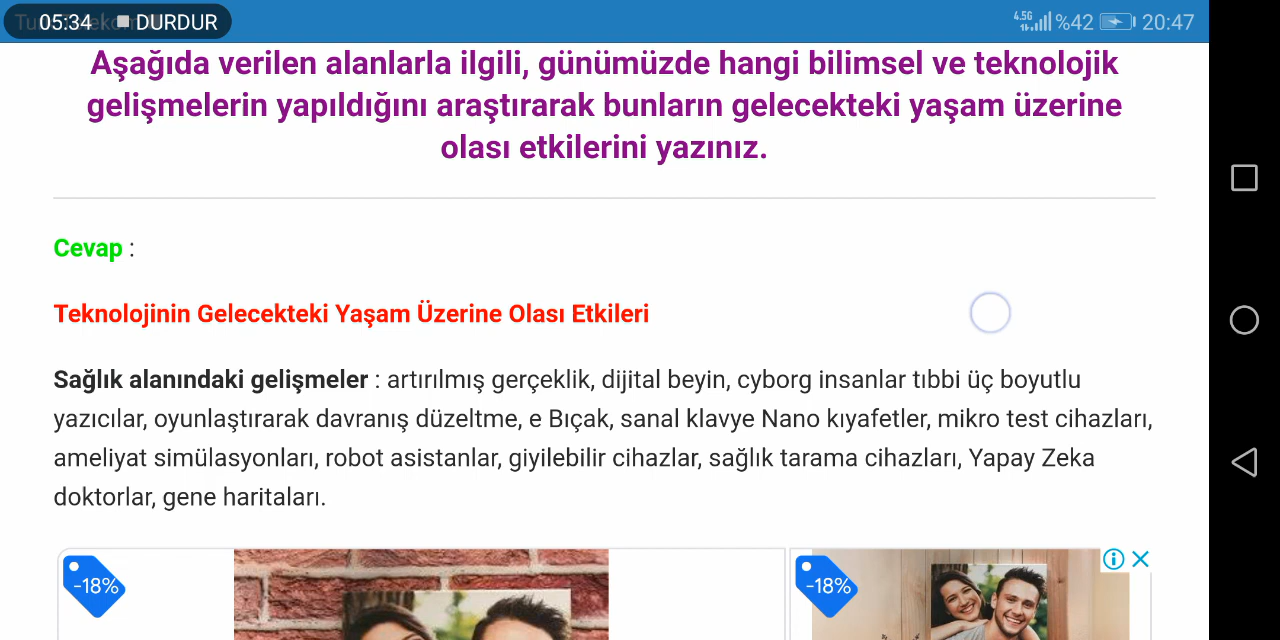 05:34 DURDUR
4.5G %42 20:47
Aşağıda verilen alanlarla ilgili, günümüzde hangi bilimsel ve teknolojik
gelişmelerin yapıldığını araştırarak bunların gelecekteki yaşam üzerine
olası etkilerini yazınız.
Cevap :
Teknolojinin Gelecekteki Yaşam Üzerine Olası Etkileri
Sağlık alanındaki gelişmeler : artırılmış gerçeklik, dijital beyin, cyborg insanlar tıbbi üç boyutlu
yazıcılar, oyunlaştırarak davranış düzeltme, e Bıçak, sanal klavye Nano kıyafetler, mikro test cihazları,
ameliyat simülasyonları, robot asistanlar, giyilebilir cihazlar, sağlık tarama cihazları, Yapay Zeka
doktorlar, gene haritaları.
-18%
-18%